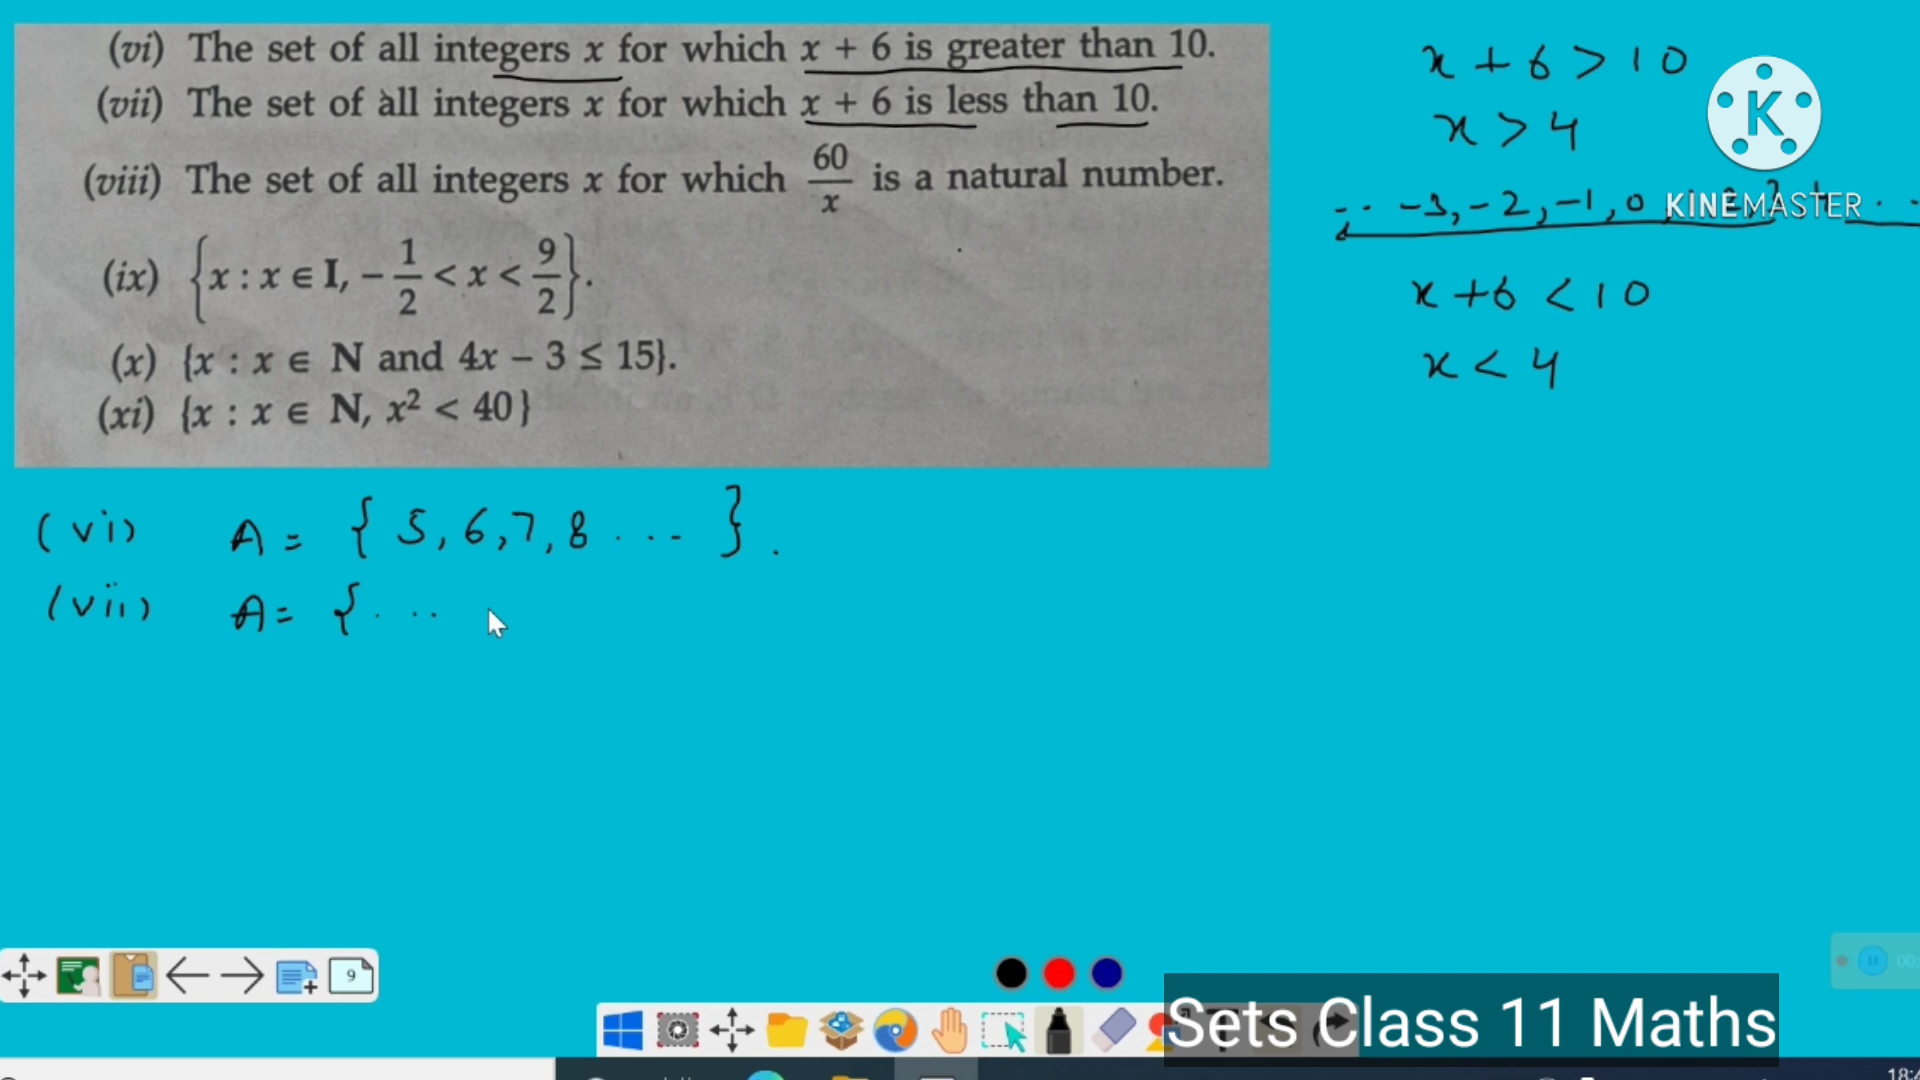 (vi) The set of all integers x for which x + 6 is greater than 10.
(vii) The set of all integers x for which x + 6 is less than 10.
(viii) The set of all integers x for which 60/x is a natural number.
(ix) {x : x ∈ I, – 1/2 < x < 9/2}.
(x) {x : x ∈ N and 4x – 3 ≤ 15}.
(xi) {x : x ∈ N, x² < 40}
x + 6 > 10
x > 4
K
KINEMASTER
-- -3, -2, -1, 0
x + 6 < 10
x < 4
(vi) A = { 5, 6, 7, 8 .... }.
(vii) A = { ...
9
Sets Class 11 Maths